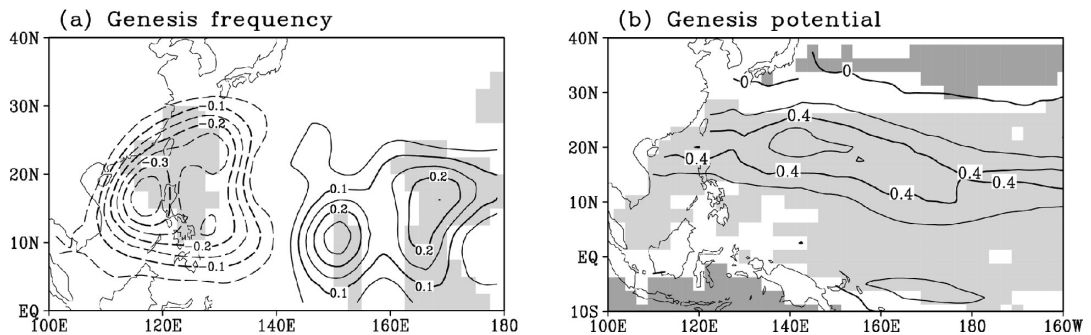 (a) Genesis frequency
(b) Genesis potential
40N
30N
20N
10N
EQ
100E
120E
140E
160E
180
-0.1
-0.2
-0.3
-0.2
-0.1
0.1
0.2
0.1
0.2
0.1
0.1
40N
30N
20N
10N
EQ
10S
100E
120E
140E
160E
180
160W
0
0
0.4
0.4
0.4
0.4
0.4